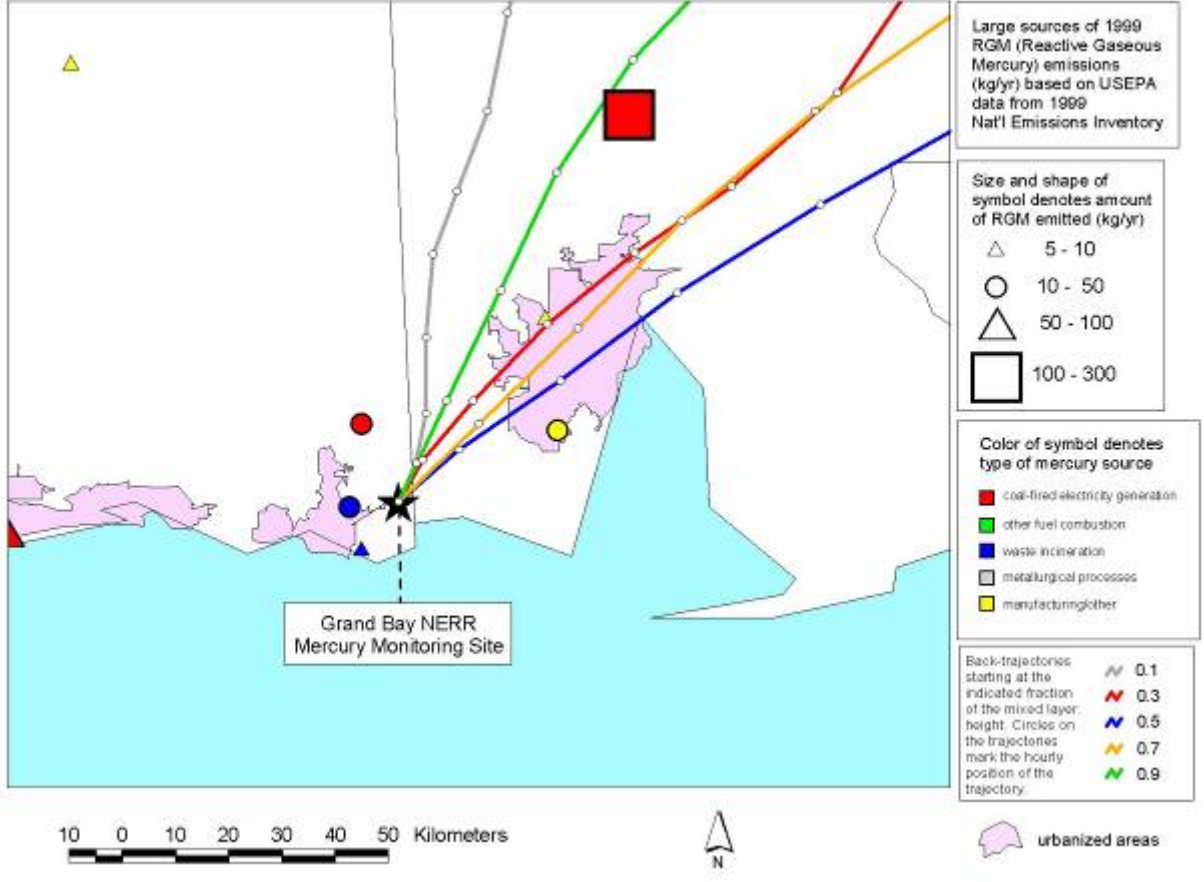 Large sources of 1999
RGM (Reactive Gaseous
Mercury) emissions
(kg/yr) based on USEPA
data from 1999
Nat'l Emissions Inventory
Size and shape of
symbol denotes amount
of RGM emitted (kg/yr)
5 - 10
10 - 50
50 - 100
100 - 300
Color of symbol denotes
type of mercury source
coal-fired electricity generation
other fuel combustion
waste incineration
metallurgical processes
manufacturing/other
Grand Bay NERR
Mercury Monitoring Site
Back-trajectories
starting at the
indicated fraction
of the mixed layer
height. Circles on
the trajectories
mark the hourly
position of the
trajectory.
0.1
0.3
0.5
0.7
0.9
10 0 10 20 30 40 50 Kilometers
N
urbanized areas